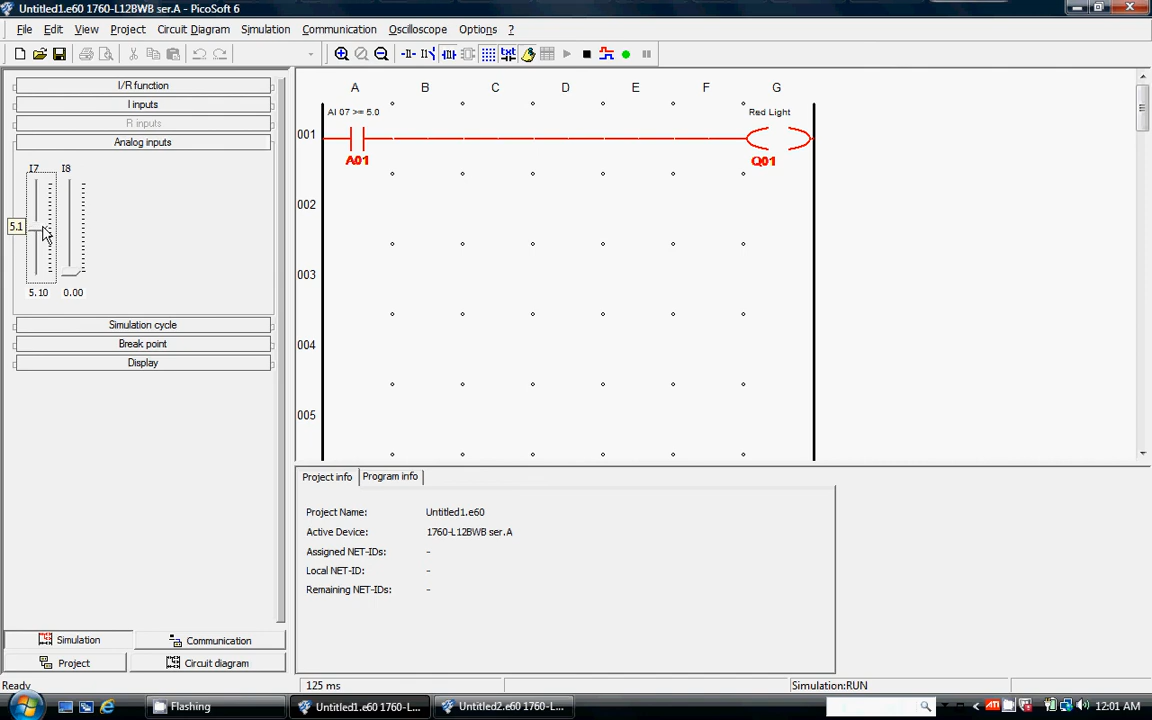 Untitled1.e60 1760-L12BWB ser.A - PicoSoft 6
File Edit View Project Circuit Diagram Simulation Communication Oscilloscope Options ?
I/R function
I inputs
R inputs
Analog inputs
I7 I8
5.1
5.10 0.00
Simulation cycle
Break point
Display
A B C D E F G
AI 07 >= 5.0 Red Light
001
A01 Q01
002
003
004
005
Project info Program info
Project Name: Untitled1.e60
Active Device: 1760-L12BWB ser.A
Assigned NET-IDs: -
Local NET-ID: -
Remaining NET-IDs: -
Simulation Communication
Project Circuit diagram
Ready 125 ms Simulation:RUN
Flashing Untitled1.e60 1760-L... Untitled2.e60 1760-L... 12:01 AM